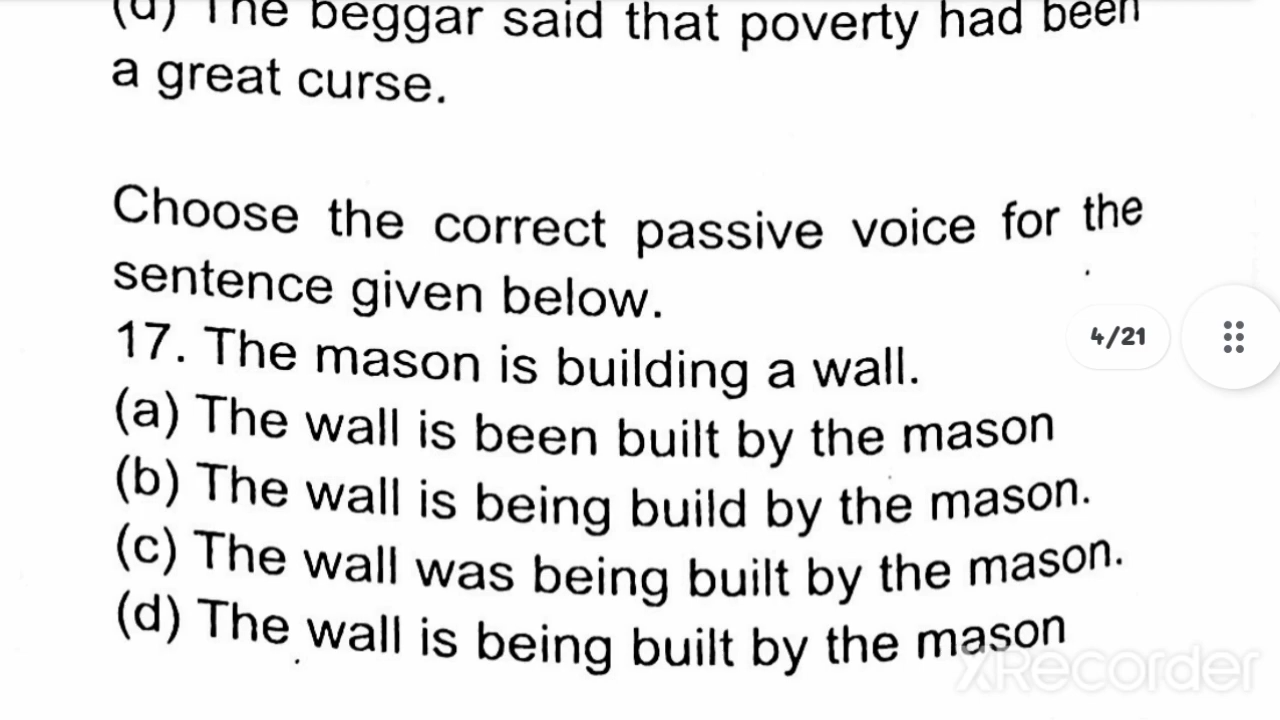 (d) The beggar said that poverty had been
a great curse.
Choose the correct passive voice for the
sentence given below.
17. The mason is building a wall.
4/21
(a) The wall is been built by the mason
(b) The wall is being build by the mason.
(c) The wall was being built by the mason.
(d) The wall is being built by the mason
XRecorder